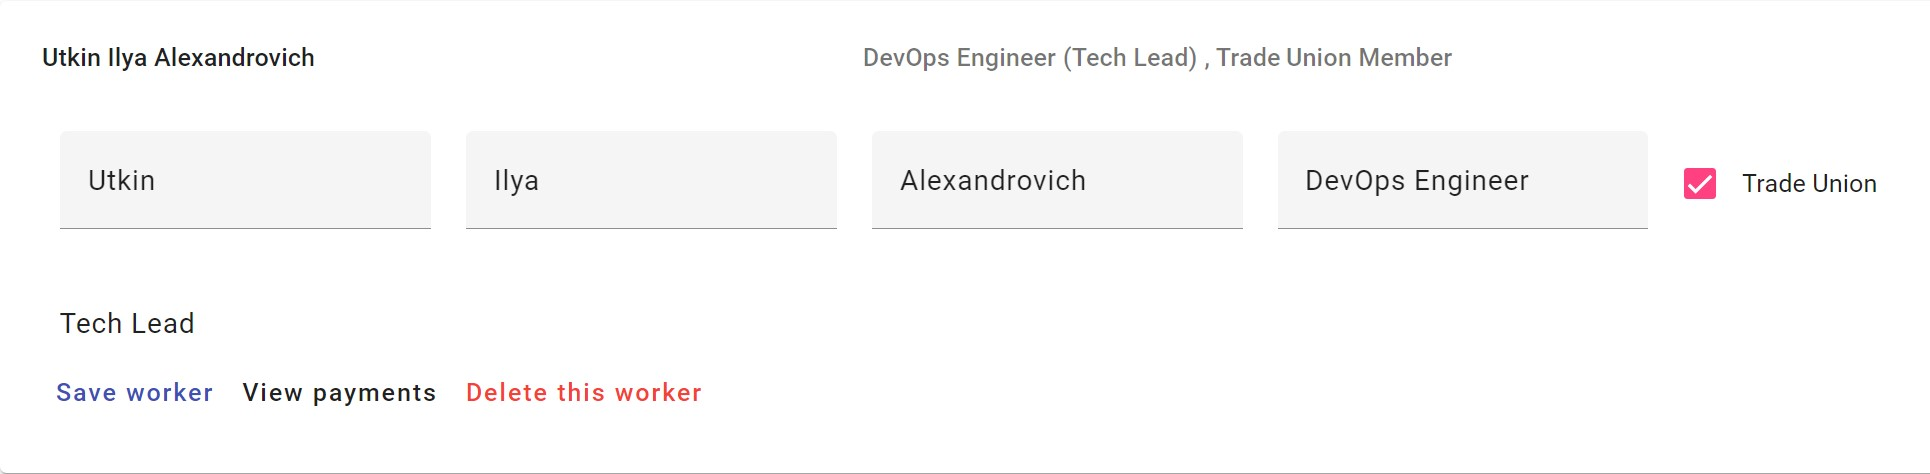 Utkin Ilya Alexandrovich
DevOps Engineer (Tech Lead) , Trade Union Member
Utkin
Ilya
Alexandrovich
DevOps Engineer
Trade Union
Tech Lead
Save worker
View payments
Delete this worker